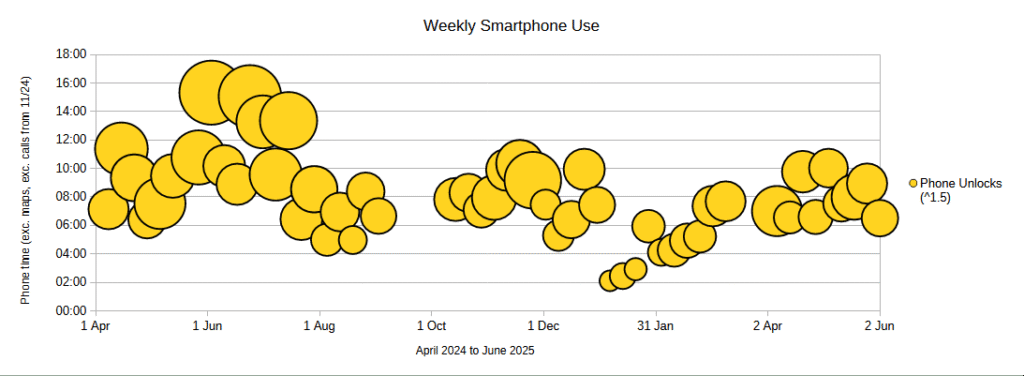 Weekly Smartphone Use
18:00
16:00
14:00
12:00
10:00
08:00
06:00
04:00
02:00
00:00
Phone time (exc. maps, exc. calls from 11/24)
1 Apr
1 Jun
1 Aug
1 Oct
1 Dec
31 Jan
2 Apr
2 Jun
April 2024 to June 2025
Phone Unlocks
(^1.5)